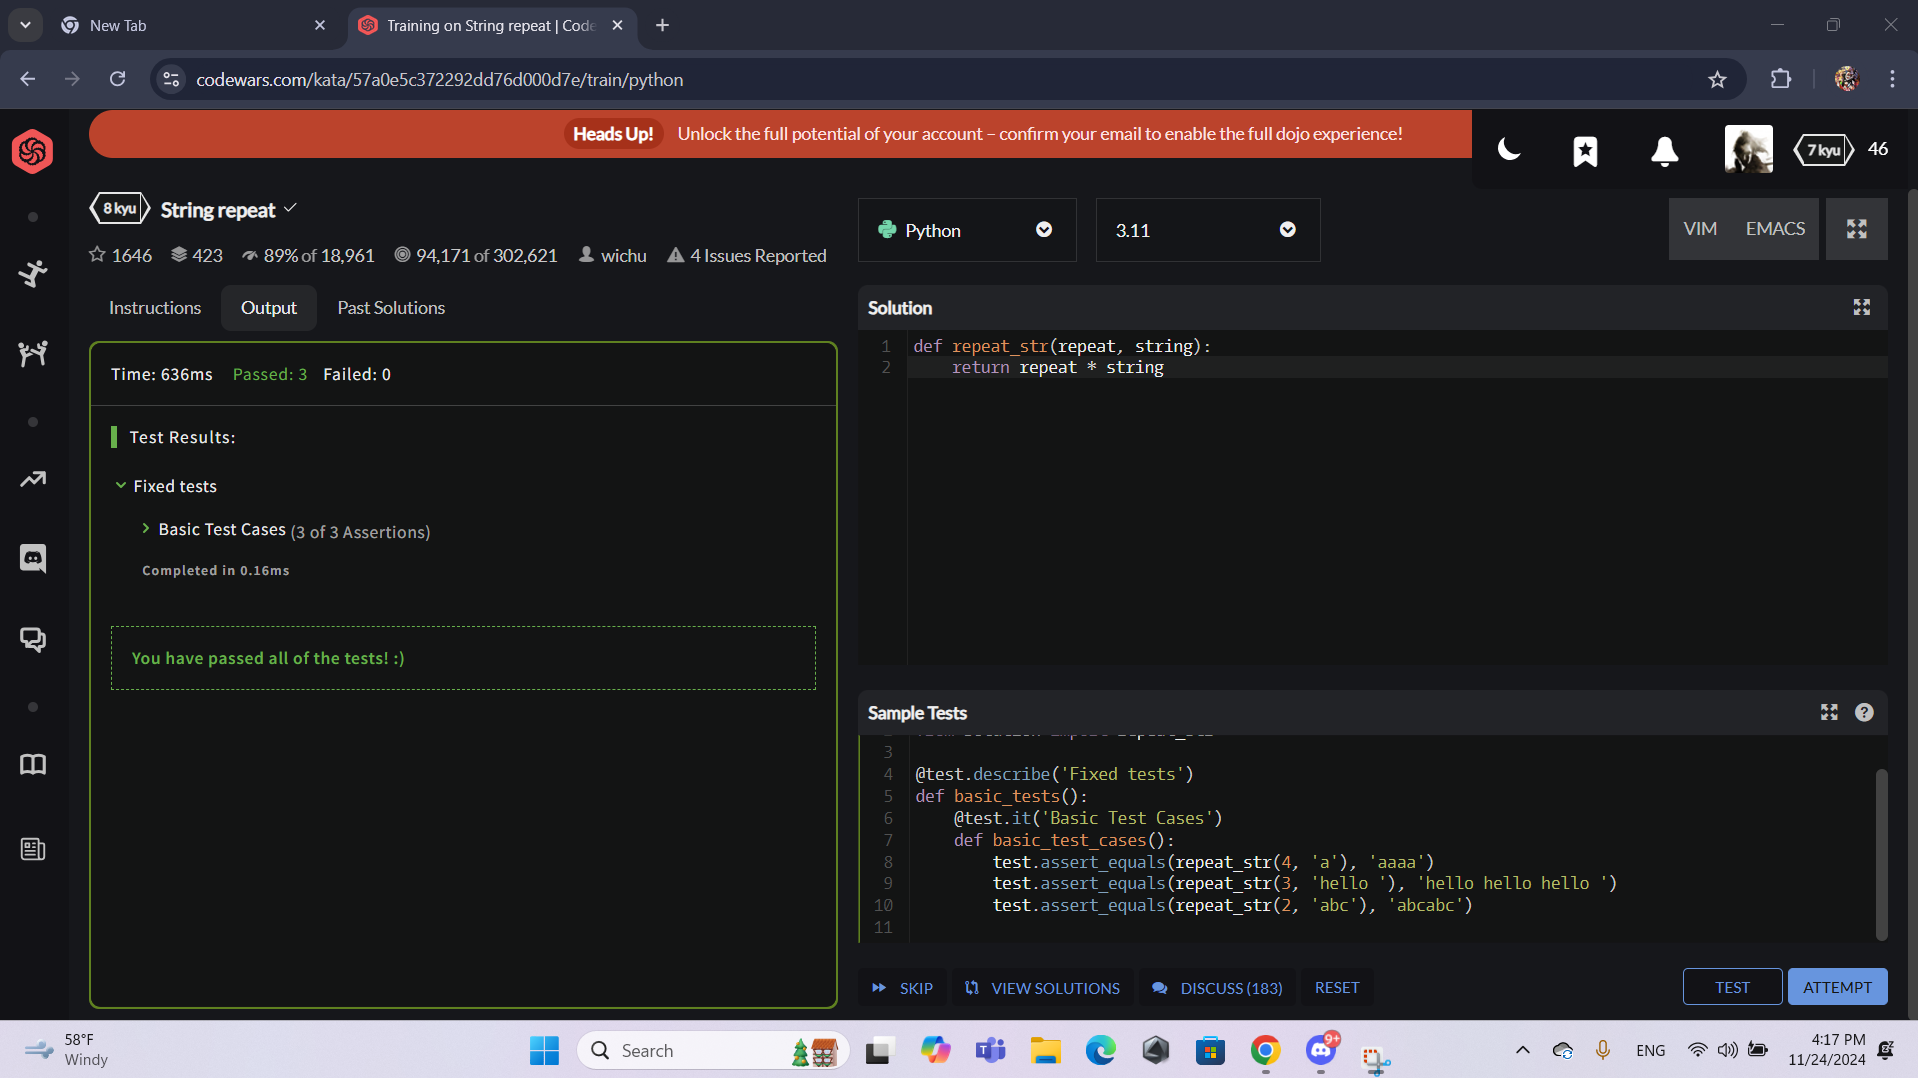 New Tab
Training on String repeat | Code
codewars.com/kata/57a0e5c372292dd76d000d7e/train/python
Heads Up! Unlock the full potential of your account – confirm your email to enable the full dojo experience!
7 kyu 46
8 kyu String repeat
1646 423 89% of 18,961 94,171 of 302,621 wichu 4 Issues Reported
Python 3.11 VIM EMACS
Instructions Output Past Solutions
Time: 636ms Passed: 3 Failed: 0
Test Results:
Fixed tests
Basic Test Cases (3 of 3 Assertions)
Completed in 0.16ms
You have passed all of the tests! :)
Solution
1 def repeat_str(repeat, string):
2     return repeat * string
Sample Tests
3
4 @test.describe('Fixed tests')
5 def basic_tests():
6     @test.it('Basic Test Cases')
7     def basic_test_cases():
8         test.assert_equals(repeat_str(4, 'a'), 'aaaa')
9         test.assert_equals(repeat_str(3, 'hello '), 'hello hello hello ')
10         test.assert_equals(repeat_str(2, 'abc'), 'abcabc')
11
SKIP VIEW SOLUTIONS DISCUSS (183) RESET TEST ATTEMPT
58°F
Windy
Search
9+
ENG
4:17 PM
11/24/2024